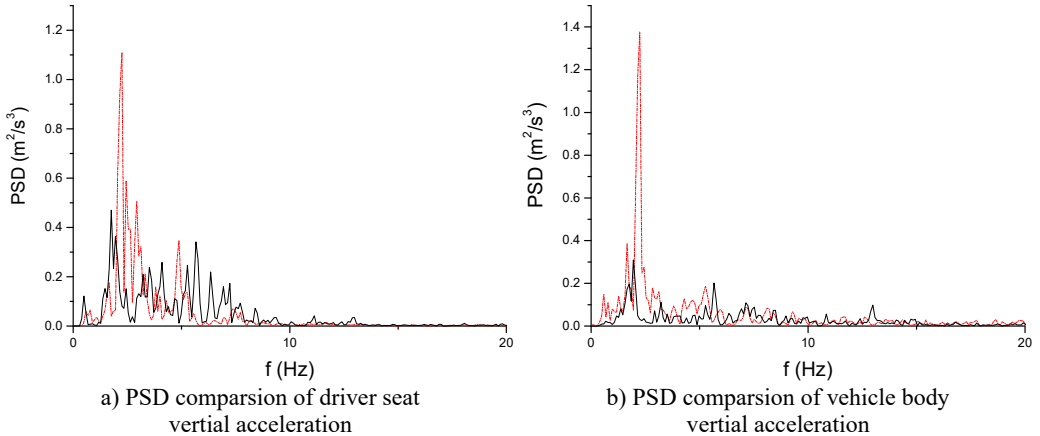 1.2
1.0
0.8
0.6
0.4
0.2
0.0
PSD (m²/s³)
0
10
20
f (Hz)
a) PSD comparsion of driver seat
vertial acceleration
1.4
1.2
1.0
0.8
0.6
0.4
0.2
0.0
PSD (m²/s³)
0
10
20
f (Hz)
b) PSD comparsion of vehicle body
vertial acceleration